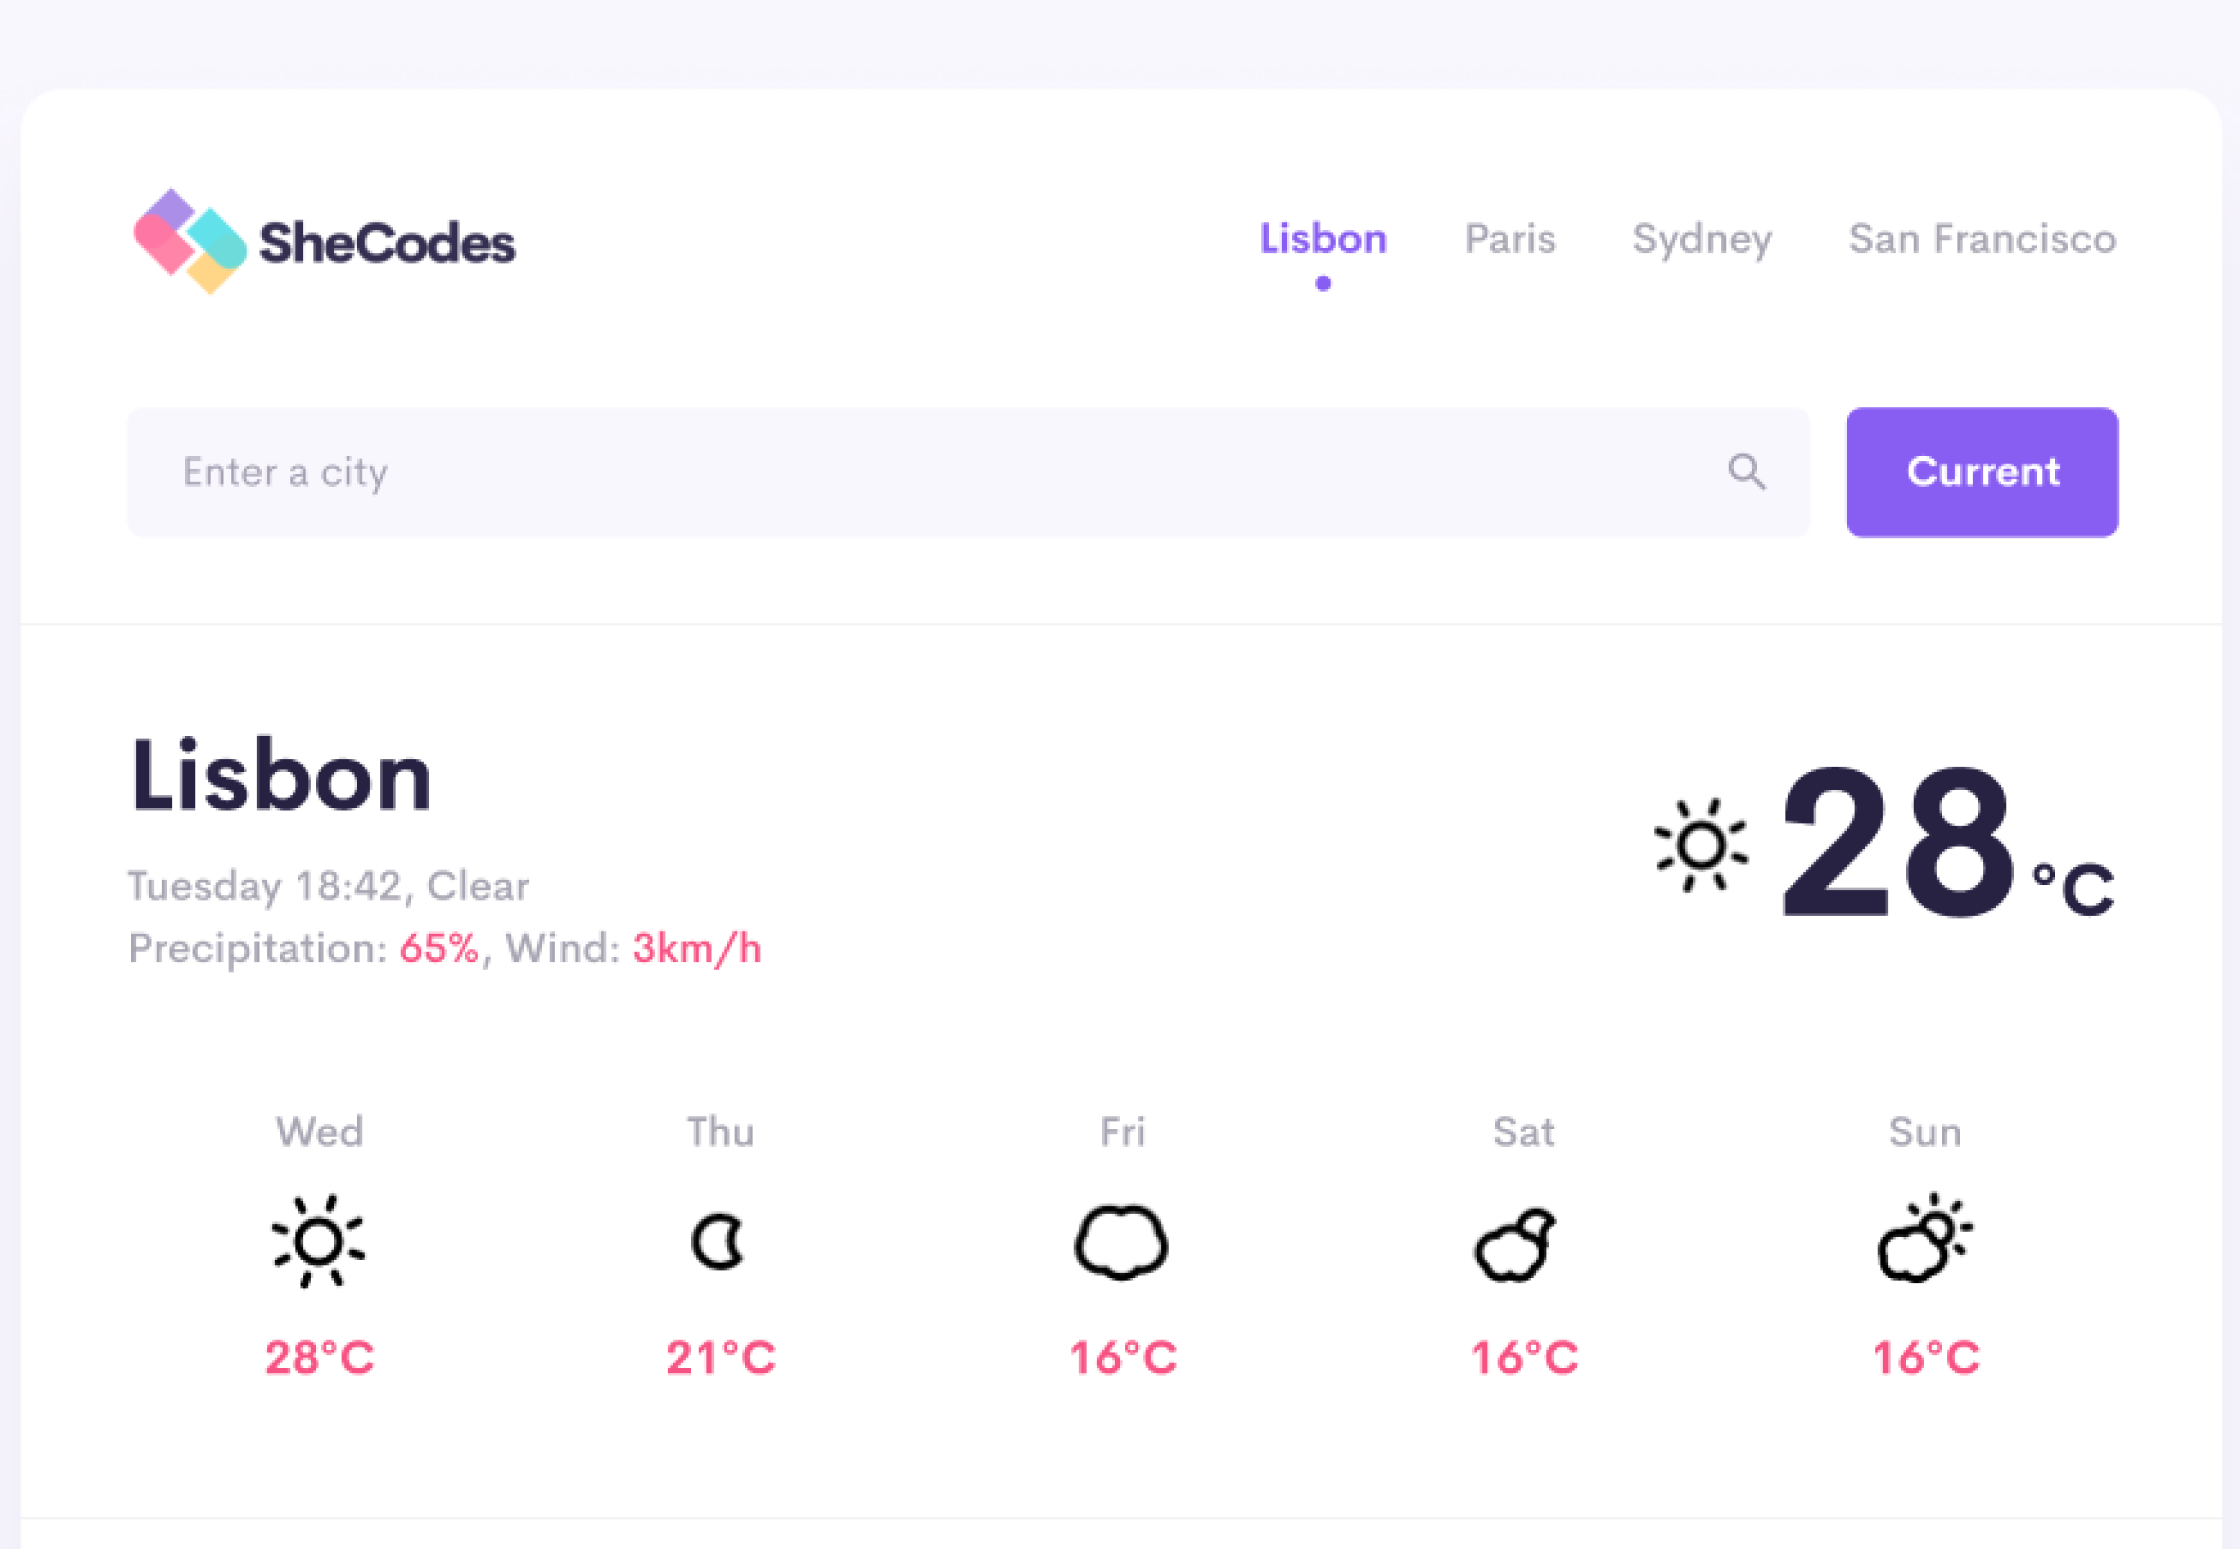 SheCodes
Lisbon Paris Sydney San Francisco
Enter a city
Current
Lisbon
Tuesday 18:42, Clear
Precipitation: 65%, Wind: 3km/h
28°C
Wed Thu Fri Sat Sun
28°C 21°C 16°C 16°C 16°C